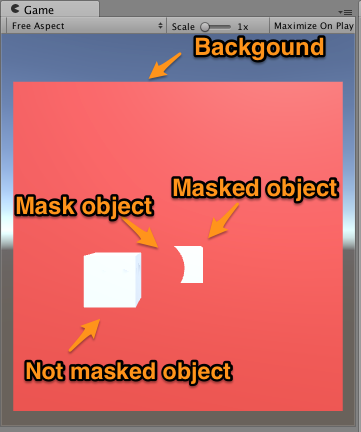 Game
Free Aspect Scale 1x Maximize On Play
Backgound
Masked object
Mask object
Not masked object